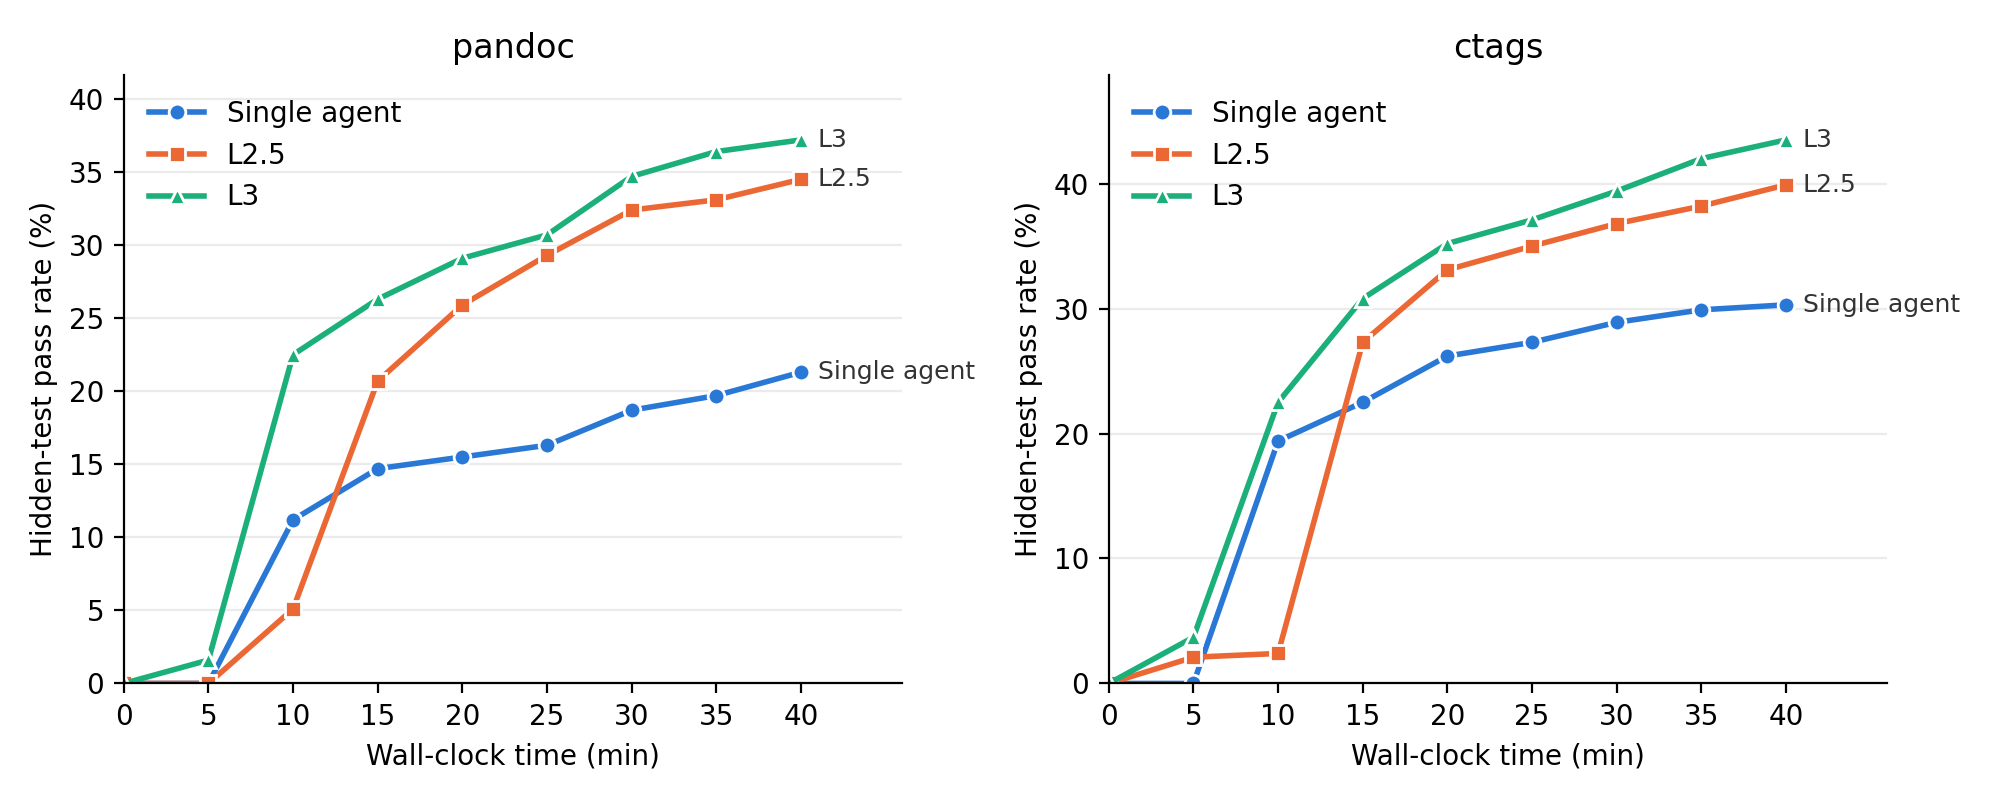 pandoc
Hidden-test pass rate (%)
40
35
30
25
20
15
10
5
0
Single agent
L2.5
L3
L3
L2.5
Single agent
0 5 10 15 20 25 30 35 40
Wall-clock time (min)
ctags
Hidden-test pass rate (%)
40
30
20
10
0
Single agent
L2.5
L3
L3
L2.5
Single agent
0 5 10 15 20 25 30 35 40
Wall-clock time (min)